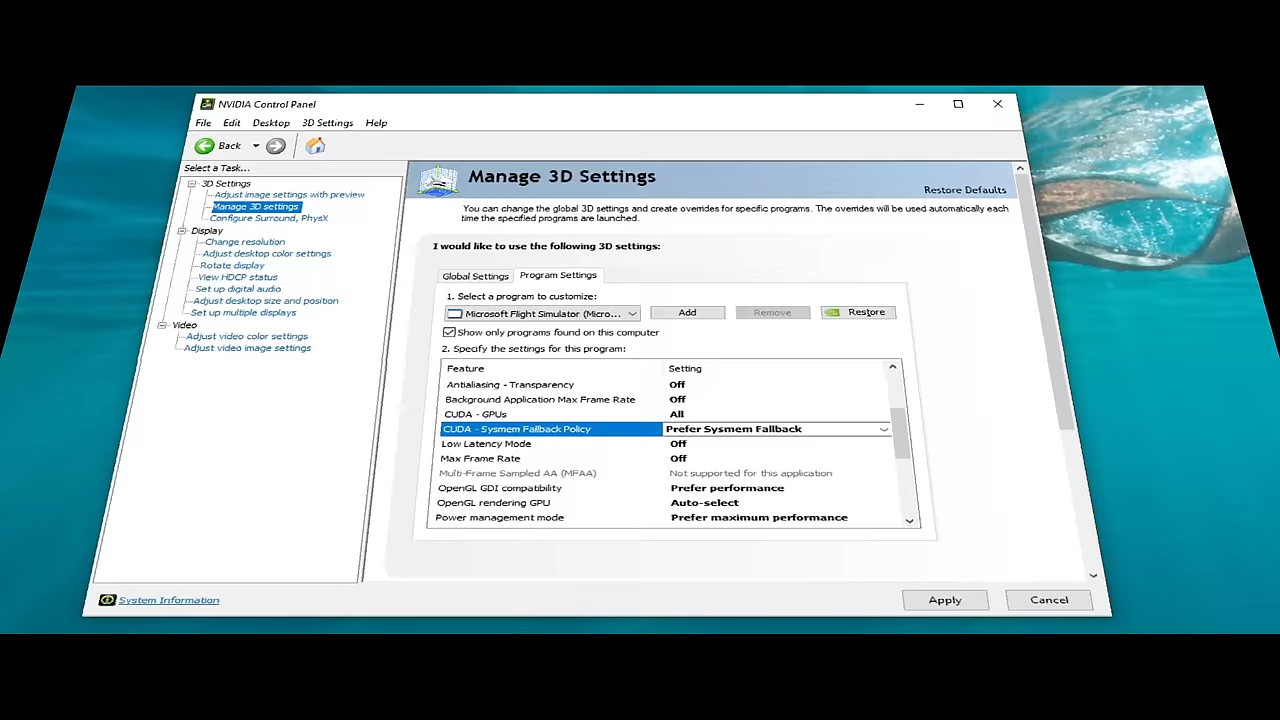 NVIDIA Control Panel
File Edit Desktop 3D Settings Help
Back
Select a Task...
3D Settings
Adjust image settings with preview
Manage 3D settings
Configure Surround, PhysX
Display
Change resolution
Adjust desktop color settings
Rotate display
View HDCP status
Set up digital audio
Adjust desktop size and position
Set up multiple displays
Video
Adjust video color settings
Adjust video image settings
System Information
Manage 3D Settings
Restore Defaults
You can change the global 3D settings and create overrides for specific programs. The overrides will be used automatically each
time the specified programs are launched.
I would like to use the following 3D settings:
Global Settings Program Settings
1. Select a program to customize:
Microsoft Flight Simulator (Micro... Add Remove Restore
Show only programs found on this computer
2. Specify the settings for this program:
Feature Setting
Antialiasing - Transparency Off
Background Application Max Frame Rate Off
CUDA - GPUs All
CUDA - Sysmem Fallback Policy Prefer Sysmem Fallback
Low Latency Mode Off
Max Frame Rate Off
Multi-Frame Sampled AA (MFAA) Not supported for this application
OpenGL GDI compatibility Prefer performance
OpenGL rendering GPU Auto-select
Power management mode Prefer maximum performance
Apply Cancel